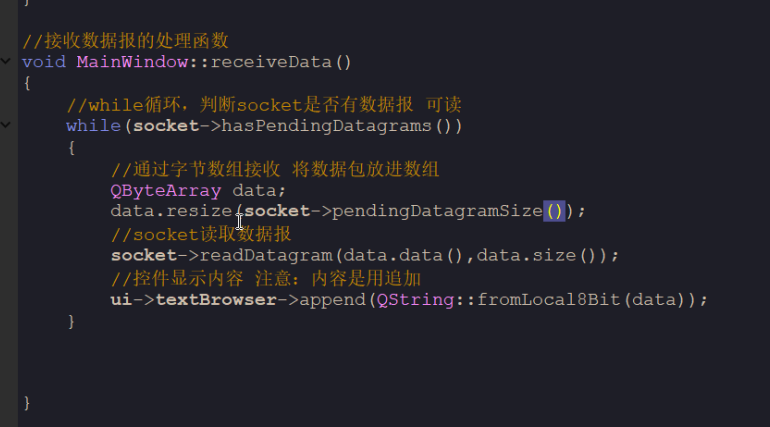 }
//接收数据报的处理函数
void MainWindow::receiveData()
{
//while循环，判断socket是否有数据报 可读
while(socket->hasPendingDatagrams())
{
//通过字节数组接收 将数据包放进数组
QByteArray data;
data.resize(socket->pendingDatagramSize());
//socket读取数据报
socket->readDatagram(data.data(),data.size());
//控件显示内容 注意：内容是用追加
ui->textBrowser->append(QString::fromLocal8Bit(data));
}
}